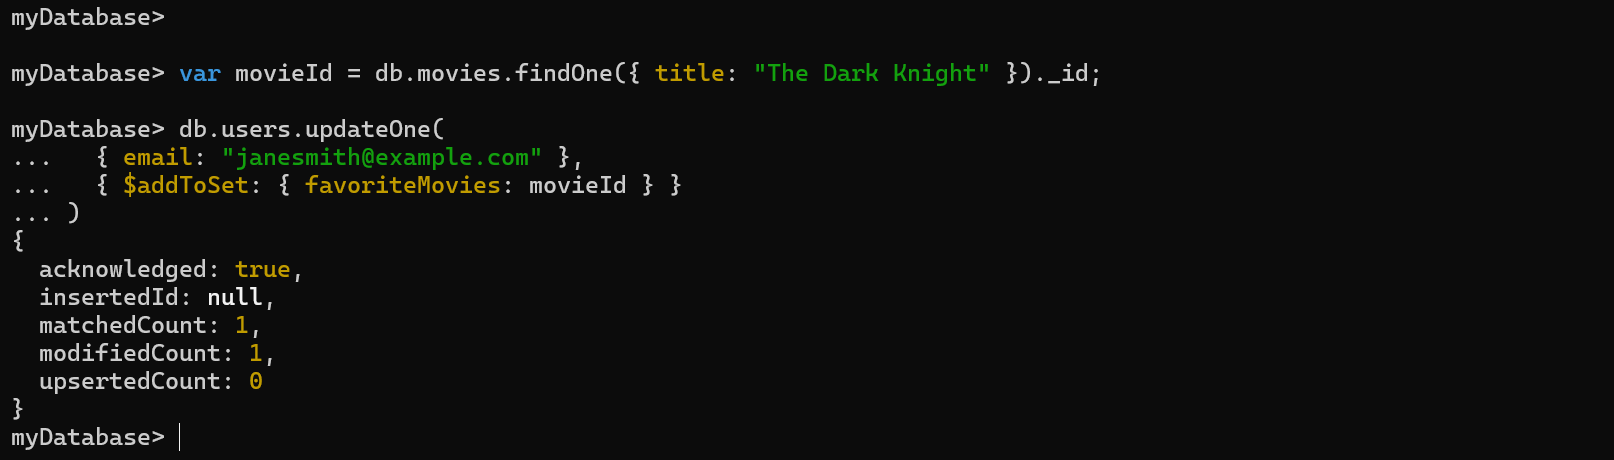 myDatabase>
myDatabase> var movieId = db.movies.findOne({ title: "The Dark Knight" })._id;
myDatabase> db.users.updateOne(
...   { email: "janesmith@example.com" },
...   { $addToSet: { favoriteMovies: movieId } }
... )
{
  acknowledged: true,
  insertedId: null,
  matchedCount: 1,
  modifiedCount: 1,
  upsertedCount: 0
}
myDatabase>